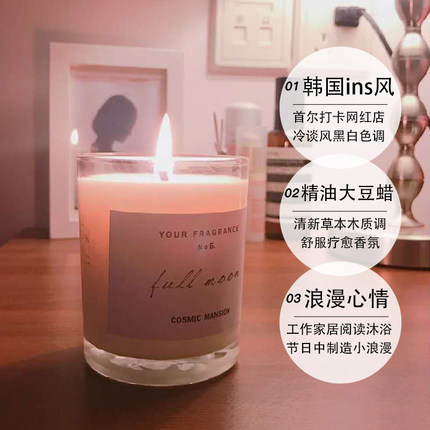 01 韩国ins风
首尔打卡网红店
冷谈风黑白色调
02 精油大豆蜡
清新草本木质调
舒服疗愈香氛
03 浪漫心情
工作家居阅读沐浴
节日中制造小浪漫
YOUR FRAGRANCE
No6.
full moon
COSMIC MANSION